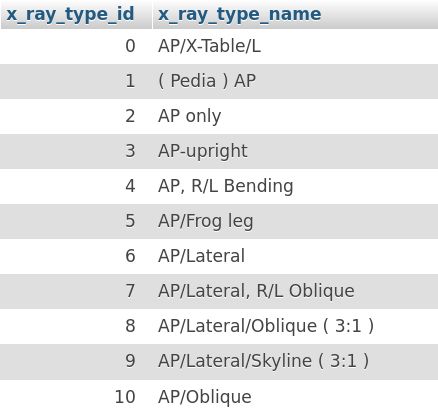 x_ray_type_id x_ray_type_name
0 AP/X-Table/L
1 ( Pedia ) AP
2 AP only
3 AP-upright
4 AP, R/L Bending
5 AP/Frog leg
6 AP/Lateral
7 AP/Lateral, R/L Oblique
8 AP/Lateral/Oblique ( 3:1 )
9 AP/Lateral/Skyline ( 3:1 )
10 AP/Oblique